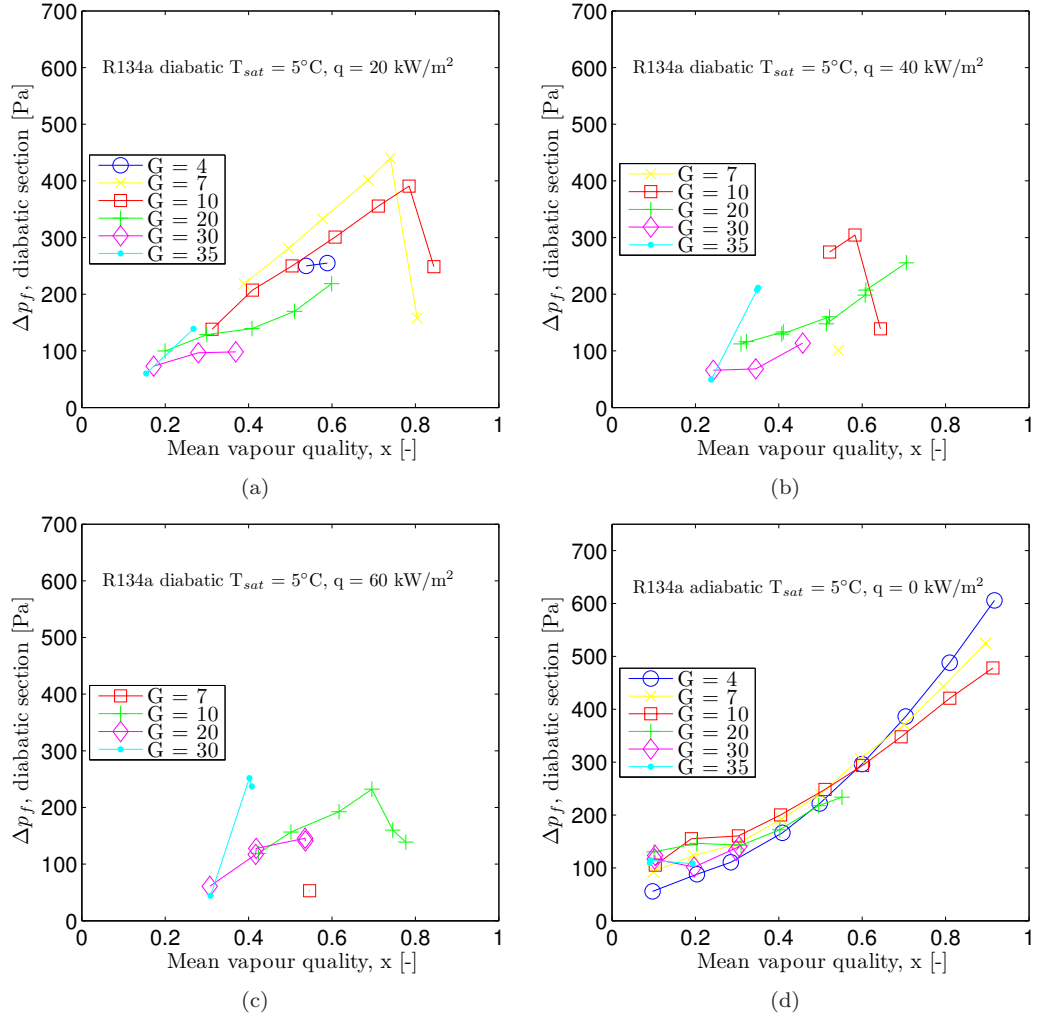 700
600
500
400
300
200
100
0
R134a diabatic T_sat = 5°C, q = 20 kW/m²
G = 4
G = 7
G = 10
G = 20
G = 30
G = 35
Δp_f, diabatic section [Pa]
0 0.2 0.4 0.6 0.8 1
Mean vapour quality, x [-]
(a)
700
600
500
400
300
200
100
0
R134a diabatic T_sat = 5°C, q = 40 kW/m²
G = 7
G = 10
G = 20
G = 30
G = 35
Δp_f, diabatic section [Pa]
0 0.2 0.4 0.6 0.8 1
Mean vapour quality, x [-]
(b)
700
600
500
400
300
200
100
0
R134a diabatic T_sat = 5°C, q = 60 kW/m²
G = 7
G = 10
G = 20
G = 30
Δp_f, diabatic section [Pa]
0 0.2 0.4 0.6 0.8 1
Mean vapour quality, x [-]
(c)
700
600
500
400
300
200
100
0
R134a adiabatic T_sat = 5°C, q = 0 kW/m²
G = 4
G = 7
G = 10
G = 20
G = 30
G = 35
Δp_f, diabatic section [Pa]
0 0.2 0.4 0.6 0.8 1
Mean vapour quality, x [-]
(d)